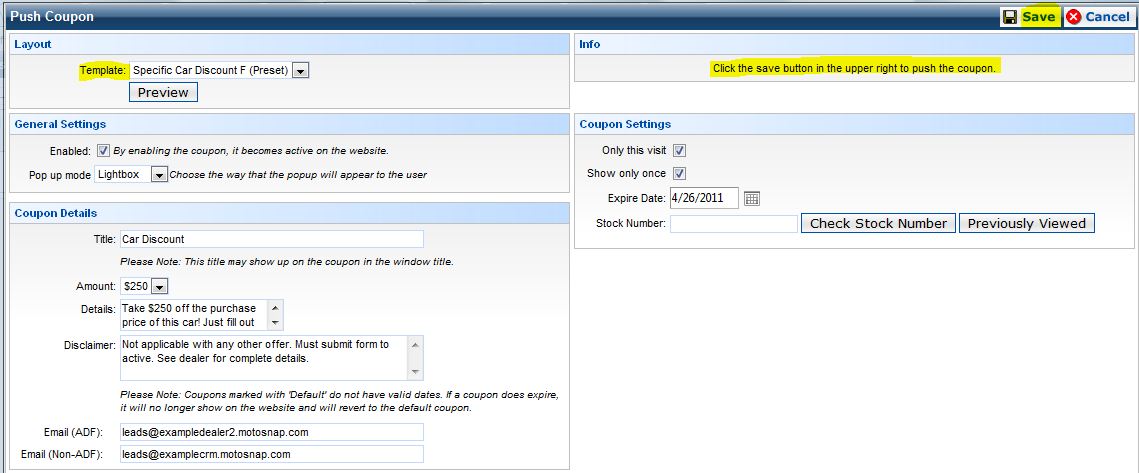 Push Coupon
Save Cancel
Layout
Template: Specific Car Discount F (Preset)
Preview
Info
Click the save button in the upper right to push the coupon.
General Settings
Enabled: By enabling the coupon, it becomes active on the website.
Pop up mode Lightbox Choose the way that the popup will appear to the user
Coupon Settings
Only this visit
Show only once
Expire Date: 4/26/2011
Stock Number: Check Stock Number Previously Viewed
Coupon Details
Title: Car Discount
Please Note: This title may show up on the coupon in the window title.
Amount: $250
Details: Take $250 off the purchase
price of this car! Just fill out
Disclaimer: Not applicable with any other offer. Must submit form to
active. See dealer for complete details.
Please Note: Coupons marked with 'Default' do not have valid dates. If a coupon does expire,
it will no longer show on the website and will revert to the default coupon.
Email (ADF): leads@exampledealer2.motosnap.com
Email (Non-ADF): leads@examplecrm.motosnap.com